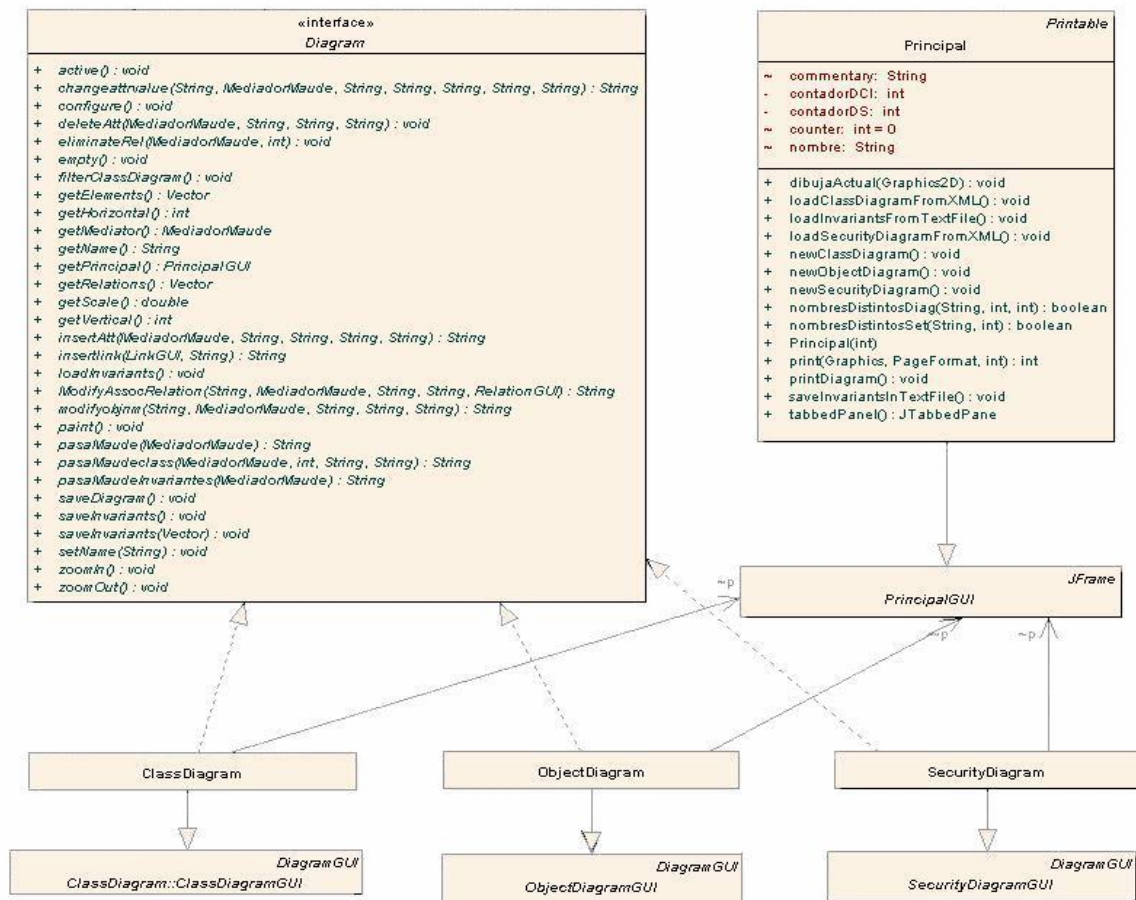 «interface»
Diagram
+ active() : void
+ changeattrvalue(String, MediadorMaude, String, String, String, String, String) : String
+ configure() : void
+ deleteAtt(MediadorMaude, String, String, String) : void
+ eliminateRel(MediadorMaude, int) : void
+ empty() : void
+ filterClassDiagram() : void
+ getElements() : Vector
+ getHorizontal() : int
+ getMediator() : MediadorMaude
+ getName() : String
+ getPrincipal() : PrincipalGUI
+ getRelations() : Vector
+ getScale() : double
+ getVertical() : int
+ insertAtt(MediadorMaude, String, String, String, String) : String
+ insertlink(LinkGUI, String) : String
+ loadInvariants() : void
+ ModifyAssocRelation(String, MediadorMaude, String, String, RelationGUI) : String
+ modifyobjnm(String, MediadorMaude, String, String, String) : String
+ paint() : void
+ pasaMaude(MediadorMaude) : String
+ pasaMaudeclass(MediadorMaude, int, String, String) : String
+ pasaMaudeInvariantes(MediadorMaude) : String
+ saveDiagram() : void
+ saveInvariants() : void
+ saveInvariants(Vector) : void
+ setName(String) : void
+ zoomIn() : void
+ zoomOut() : void
Printable
Principal
~ commentary: String
- contadorDCl: int
- contadorDS: int
~ counter: int = 0
~ nombre: String
+ dibujaActual(Graphics2D) : void
+ loadClassDiagramFromXML() : void
+ loadInvariantsFromTextFile() : void
+ loadSecurityDiagramFromXML() : void
+ newClassDiagram() : void
+ newObjectDiagram() : void
+ newSecurityDiagram() : void
+ nombresDistintosDiag(String, int, int) : boolean
+ nombresDistintosSet(String, int) : boolean
+ Principal(int)
+ print(Graphics, PageFormat, int) : int
+ printDiagram() : void
+ saveInvariantsInTextFile() : void
+ tabbedPanel() : JTabbedPane
~p
JFrame
PrincipalGUI
~p
~p
ClassDiagram
ObjectDiagram
SecurityDiagram
DiagramGUI
ClassDiagram::ClassDiagramGUI
DiagramGUI
ObjectDiagramGUI
DiagramGUI
SecurityDiagramGUI